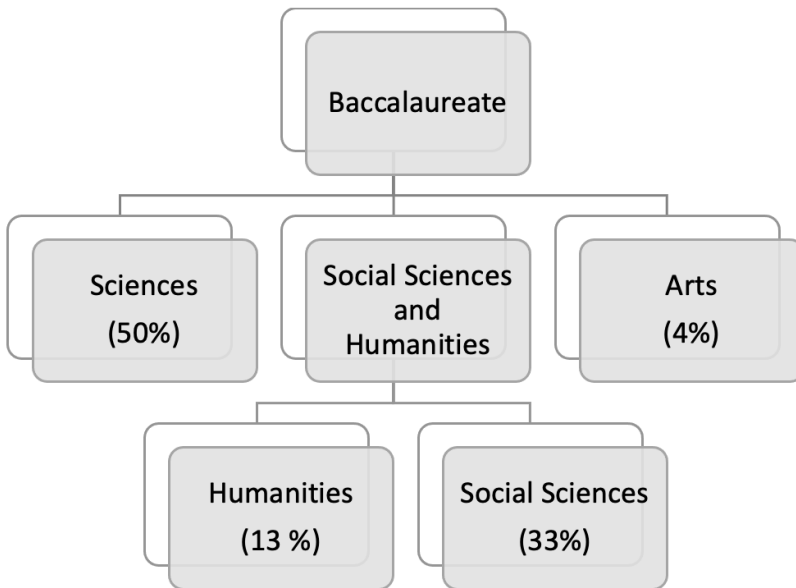 Baccalaureate
Sciences
(50%)
Social Sciences
and
Humanities
Arts
(4%)
Humanities
(13 %)
Social Sciences
(33%)